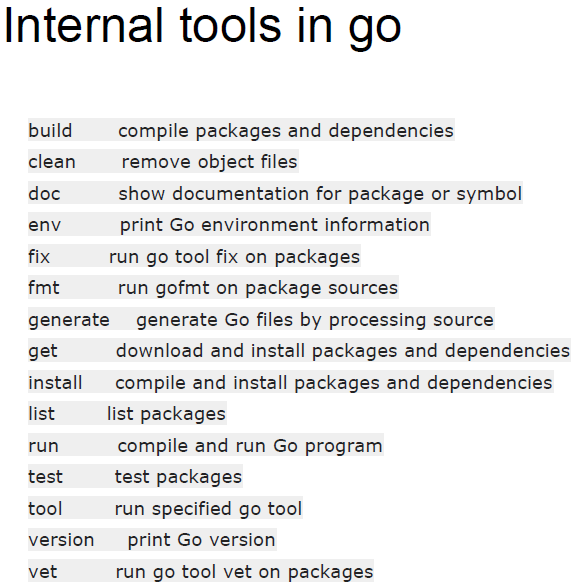 Internal tools in go
build compile packages and dependencies
clean remove object files
doc show documentation for package or symbol
env print Go environment information
fix run go tool fix on packages
fmt run gofmt on package sources
generate generate Go files by processing source
get download and install packages and dependencies
install compile and install packages and dependencies
list list packages
run compile and run Go program
test test packages
tool run specified go tool
version print Go version
vet run go tool vet on packages